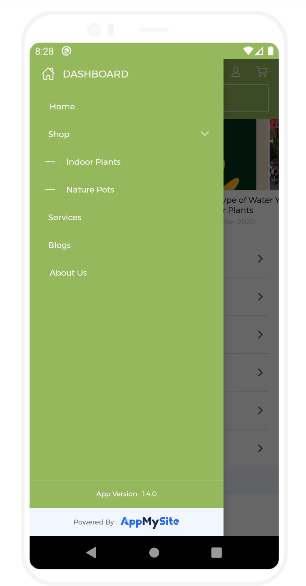 8:28
DASHBOARD
Home
Shop
Indoor Plants
Nature Pots
Services
Blogs
About Us
ype of Water Y
r Plants
2020
App Version: 1.4.0
Powered By: AppMySite